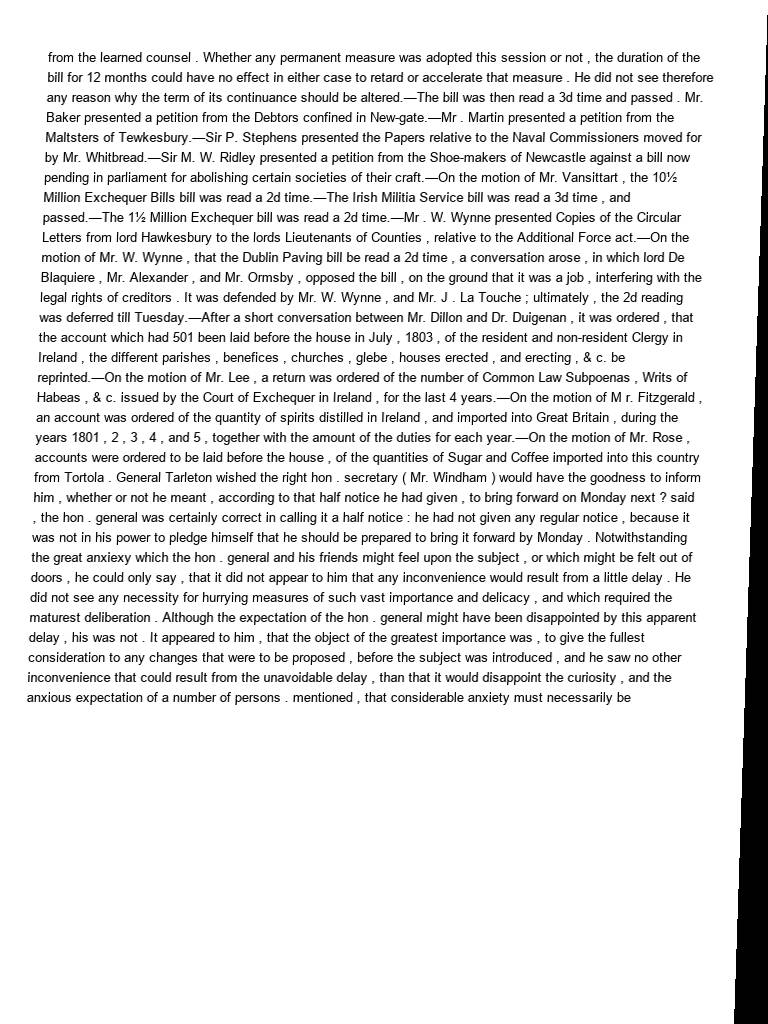 from the learned counsel . Whether any permanent measure was adopted this session or not , the duration of the
bill for 12 months could have no effect in either case to retard or accelerate that measure . He did not see therefore
any reason why the term of its continuance should be altered.—The bill was then read a 3d time and passed . Mr.
Baker presented a petition from the Debtors confined in New-gate.—Mr . Martin presented a petition from the
Maltsters of Tewkesbury.—Sir P. Stephens presented the Papers relative to the Naval Commissioners moved for
by Mr. Whitbread.—Sir M. W. Ridley presented a petition from the Shoe-makers of Newcastle against a bill now
pending in parliament for abolishing certain societies of their craft.—On the motion of Mr. Vansittart , the 10½
Million Exchequer Bills bill was read a 2d time.—The Irish Militia Service bill was read a 3d time , and
passed.—The 1½ Million Exchequer bill was read a 2d time.—Mr . W. Wynne presented Copies of the Circular
Letters from lord Hawkesbury to the lords Lieutenants of Counties , relative to the Additional Force act.—On the
motion of Mr. W. Wynne , that the Dublin Paving bill be read a 2d time , a conversation arose , in which lord De
Blaquiere , Mr. Alexander , and Mr. Ormsby , opposed the bill , on the ground that it was a job , interfering with the
legal rights of creditors . It was defended by Mr. W. Wynne , and Mr. J . La Touche ; ultimately , the 2d reading
was deferred till Tuesday.—After a short conversation between Mr. Dillon and Dr. Duigenan , it was ordered , that
the account which had 501 been laid before the house in July , 1803 , of the resident and non-resident Clergy in
Ireland , the different parishes , benefices , churches , glebe , houses erected , and erecting , & c. be
reprinted.—On the motion of Mr. Lee , a return was ordered of the number of Common Law Subpoenas , Writs of
Habeas , & c. issued by the Court of Exchequer in Ireland , for the last 4 years.—On the motion of M r. Fitzgerald ,
an account was ordered of the quantity of spirits distilled in Ireland , and imported into Great Britain , during the
years 1801 , 2 , 3 , 4 , and 5 , together with the amount of the duties for each year.—On the motion of Mr. Rose ,
accounts were ordered to be laid before the house , of the quantities of Sugar and Coffee imported into this country
from Tortola . General Tarleton wished the right hon . secretary ( Mr. Windham ) would have the goodness to inform
him , whether or not he meant , according to that half notice he had given , to bring forward on Monday next ? said
, the hon . general was certainly correct in calling it a half notice : he had not given any regular notice , because it
was not in his power to pledge himself that he should be prepared to bring it forward by Monday . Notwithstanding
the great anxiexy which the hon . general and his friends might feel upon the subject , or which might be felt out of
doors , he could only say , that it did not appear to him that any inconvenience would result from a little delay . He
did not see any necessity for hurrying measures of such vast importance and delicacy , and which required the
maturest deliberation . Although the expectation of the hon . general might have been disappointed by this apparent
delay , his was not . It appeared to him , that the object of the greatest importance was , to give the fullest
consideration to any changes that were to be proposed , before the subject was introduced , and he saw no other
inconvenience that could result from the unavoidable delay , than that it would disappoint the curiosity , and the
anxious expectation of a number of persons . mentioned , that considerable anxiety must necessarily be